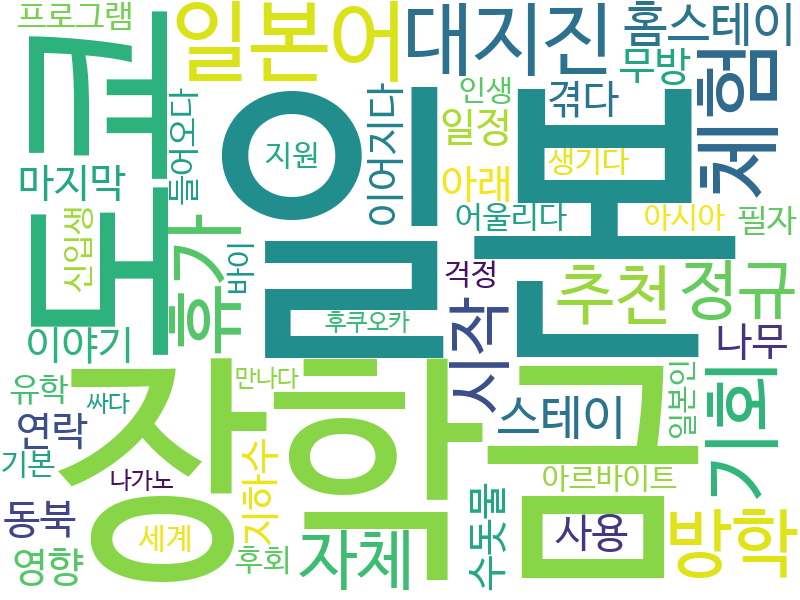 프로그램
일본어
대지진
홈스테이
도쿄
들어오다
이어지다
인생
겪다
무방
체험
지원
일정
생기다
마지막
아래
일본
어울리다
아시아
필자
신입생
휴가
바이
걱정
추천
정규
후쿠오카
시작
나무
이야기
장학금
만나다
유학
싸다
스테이
일본인
기회
연락
기본
나가노
지하수
아르바이트
동북
세계
자체
수돗물
사용
방학
영향
후회